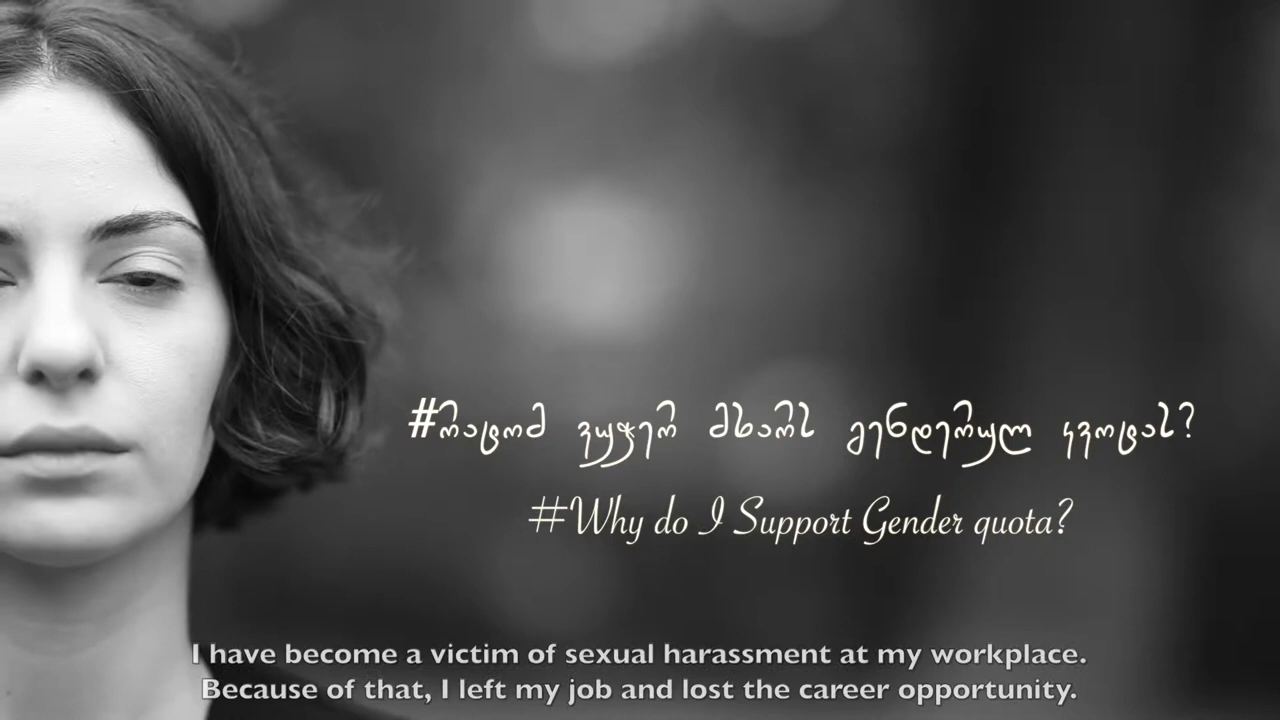 #რატომ ვუჭერ მხარს გენდერულ კვოტას?
#Why do I Support Gender quota?
I have become a victim of sexual harassment at my workplace.
Because of that, I left my job and lost the career opportunity.